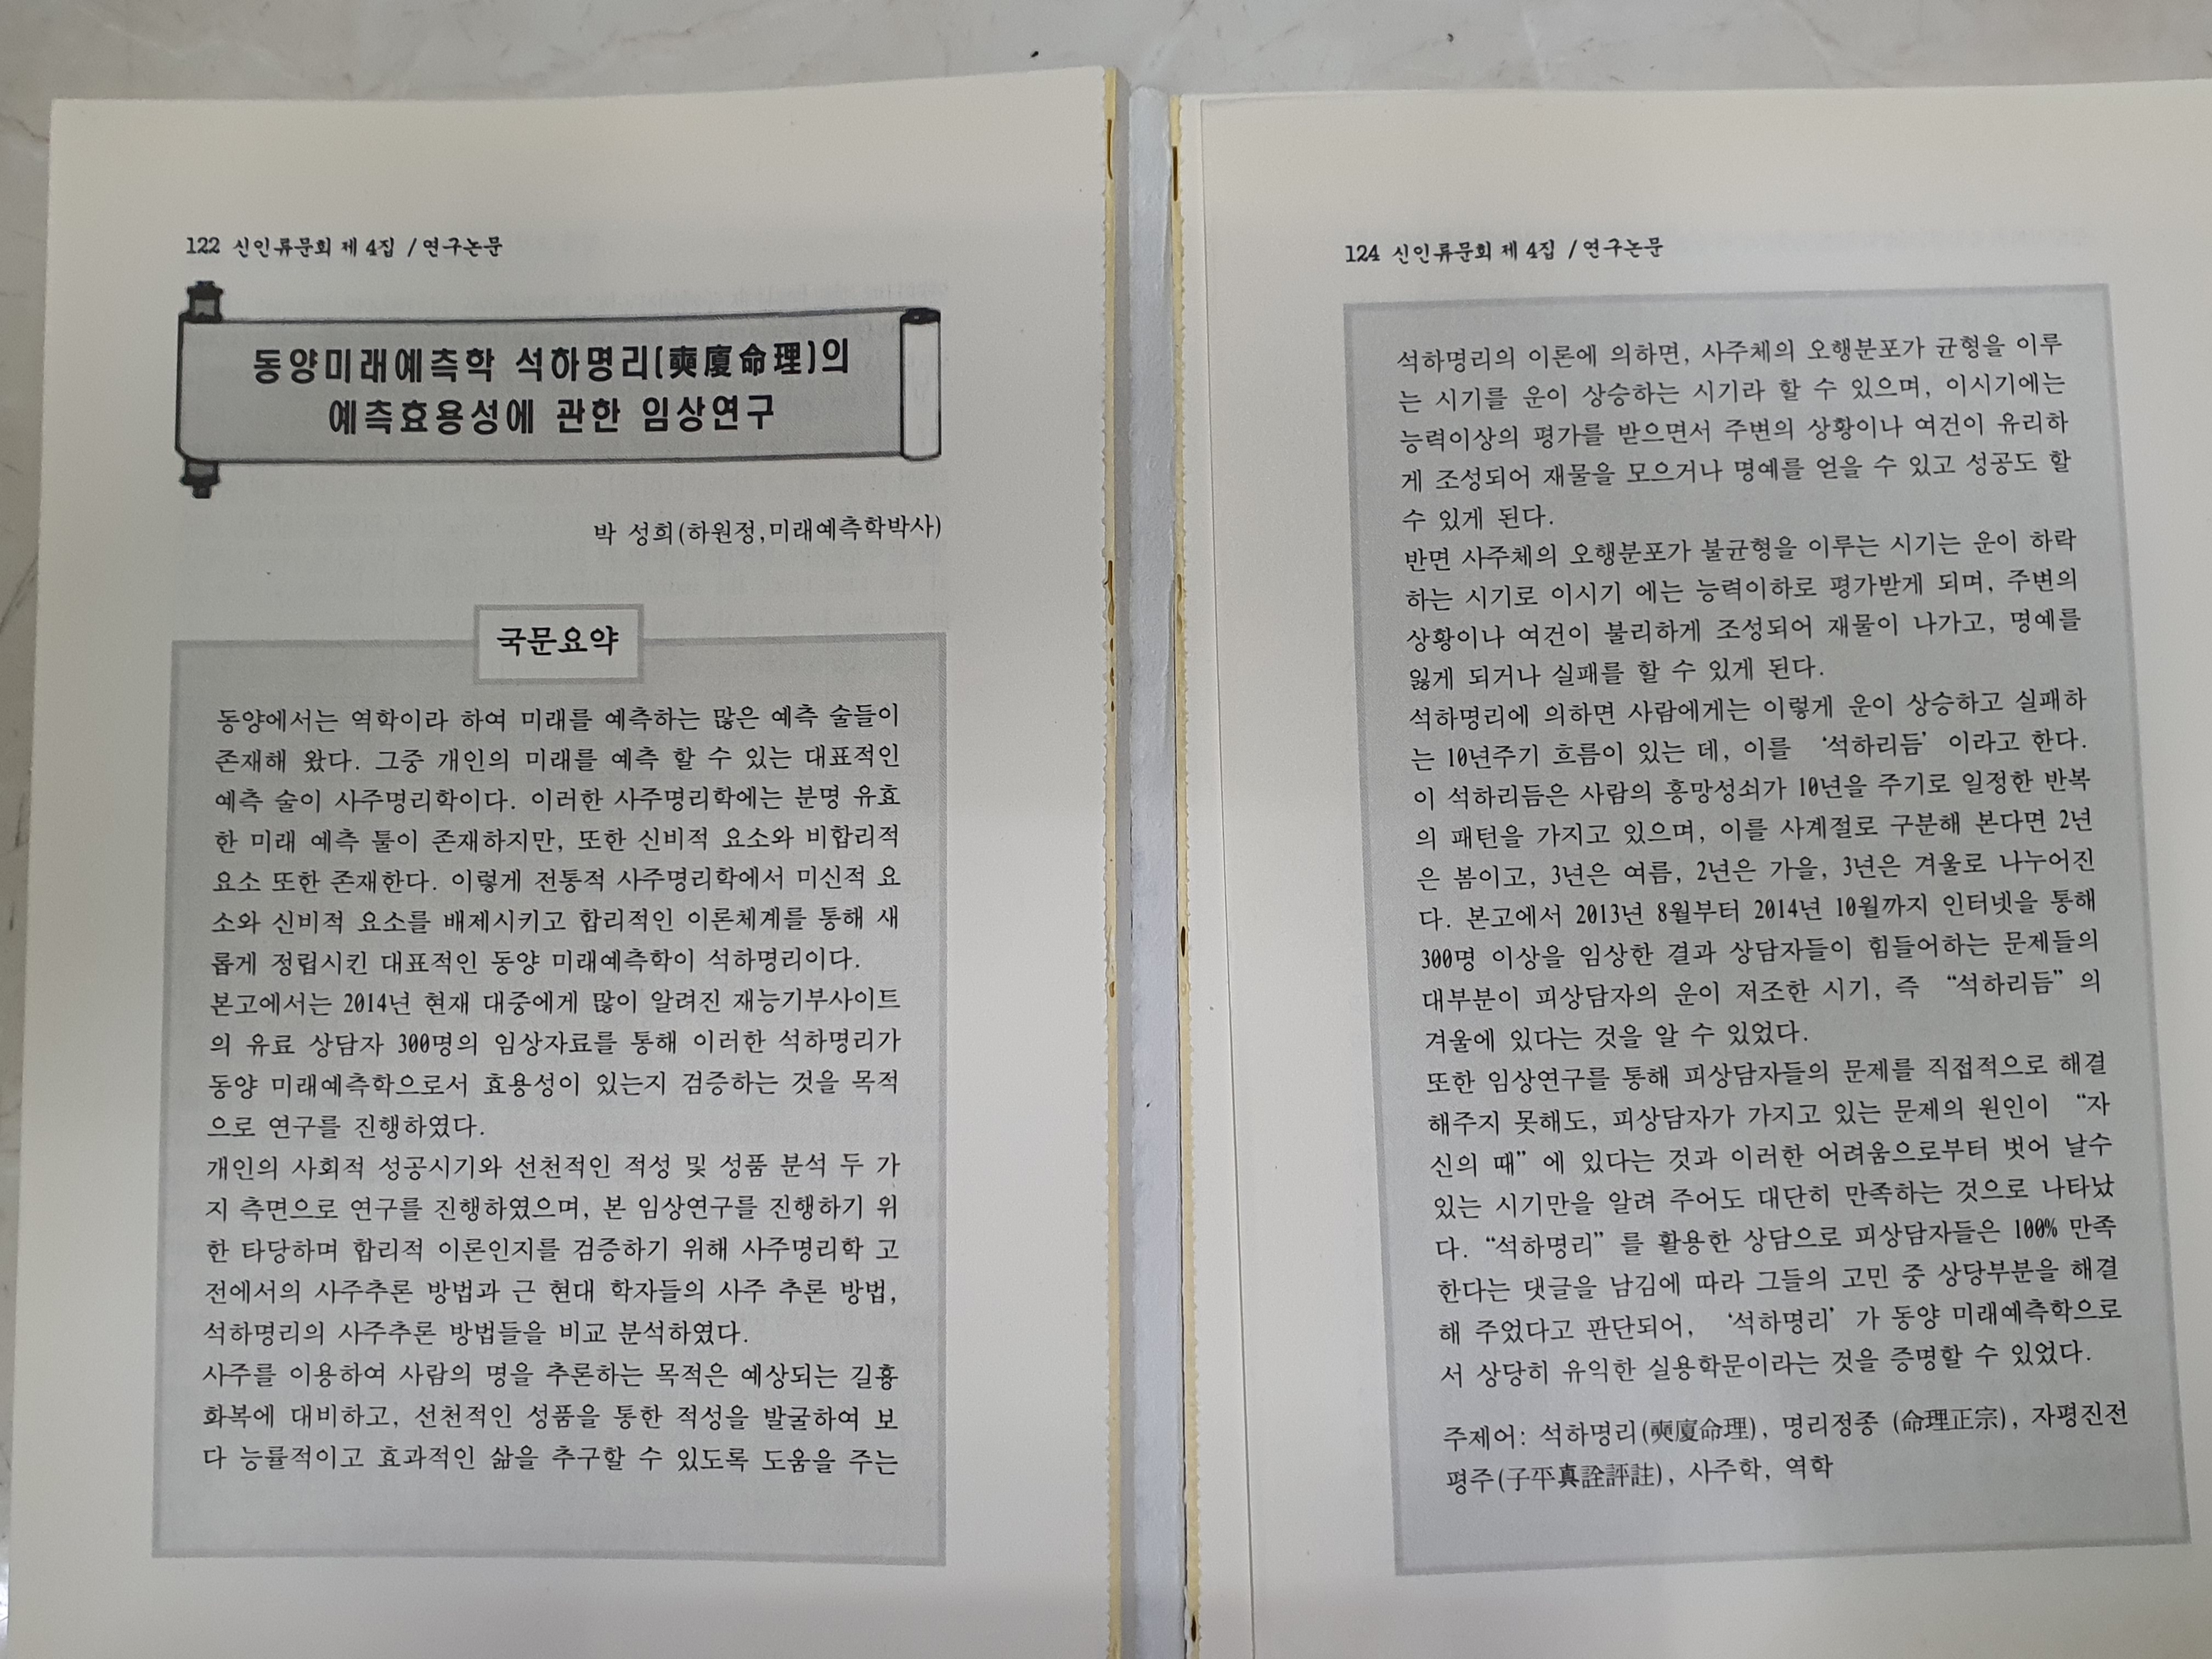 122 신인류문회 제 4집 / 연구논문
동양미래예측학 석하명리(奭廈命理)의
예측효용성에 관한 임상연구
박 성희(하원정,미래예측학박사)
국문요약
동양에서는 역학이라 하여 미래를 예측하는 많은 예측 술들이
존재해 왔다. 그중 개인의 미래를 예측 할 수 있는 대표적인
예측 술이 사주명리학이다. 이러한 사주명리학에는 분명 유효
한 미래 예측 툴이 존재하지만, 또한 신비적 요소와 비합리적
요소 또한 존재한다. 이렇게 전통적 사주명리학에서 미신적 요
소와 신비적 요소를 배제시키고 합리적인 이론체계를 통해 새
롭게 정립시킨 대표적인 동양 미래예측학이 석하명리이다.
본고에서는 2014년 현재 대중에게 많이 알려진 재능기부사이트
의 유료 상담자 300명의 임상자료를 통해 이러한 석하명리가
동양 미래예측학으로서 효용성이 있는지 검증하는 것을 목적
으로 연구를 진행하였다.
개인의 사회적 성공시기와 선천적인 적성 및 성품 분석 두 가
지 측면으로 연구를 진행하였으며, 본 임상연구를 진행하기 위
한 타당하며 합리적 이론인지를 검증하기 위해 사주명리학 고
전에서의 사주추론 방법과 근 현대 학자들의 사주 추론 방법,
석하명리의 사주추론 방법들을 비교 분석하였다.
사주를 이용하여 사람의 명을 추론하는 목적은 예상되는 길흉
화복에 대비하고, 선천적인 성품을 통한 적성을 발굴하여 보
다 능률적이고 효과적인 삶을 추구할 수 있도록 도움을 주는
124 신인류문회 제 4집 / 연구논문
석하명리의 이론에 의하면, 사주체의 오행분포가 균형을 이루
는 시기를 운이 상승하는 시기라 할 수 있으며, 이시기에는
능력이상의 평가를 받으면서 주변의 상황이나 여건이 유리하
게 조성되어 재물을 모으거나 명예를 얻을 수 있고 성공도 할
수 있게 된다.
반면 사주체의 오행분포가 불균형을 이루는 시기는 운이 하락
하는 시기로 이시기 에는 능력이하로 평가받게 되며, 주변의
상황이나 여건이 불리하게 조성되어 재물이 나가고, 명예를
잃게 되거나 실패를 할 수 있게 된다.
석하명리에 의하면 사람에게는 이렇게 운이 상승하고 실패하
는 10년주기 흐름이 있는 데, 이를 ‘석하리듬’ 이라고 한다.
이 석하리듬은 사람의 흥망성쇠가 10년을 주기로 일정한 반복
의 패턴을 가지고 있으며, 이를 사계절로 구분해 본다면 2년
은 봄이고, 3년은 여름, 2년은 가을, 3년은 겨울로 나누어진
다. 본고에서 2013년 8월부터 2014년 10월까지 인터넷을 통해
300명 이상을 임상한 결과 상담자들이 힘들어하는 문제들의
대부분이 피상담자의 운이 저조한 시기, 즉 “석하리듬” 의
겨울에 있다는 것을 알 수 있었다.
또한 임상연구를 통해 피상담자들의 문제를 직접적으로 해결
해주지 못해도, 피상담자가 가지고 있는 문제의 원인이 “자
신의 때” 에 있다는 것과 이러한 어려움으로부터 벗어 날수
있는 시기만을 알려 주어도 대단히 만족하는 것으로 나타났
다. “석하명리” 를 활용한 상담으로 피상담자들은 100% 만족
한다는 댓글을 남김에 따라 그들의 고민 중 상당부분을 해결
해 주었다고 판단되어, ‘석하명리’ 가 동양 미래예측학으로
서 상당히 유익한 실용학문이라는 것을 증명할 수 있었다.
주제어: 석하명리(奭廈命理), 명리정종 (命理正宗), 자평진전
평주(子平真詮評註), 사주학, 역학